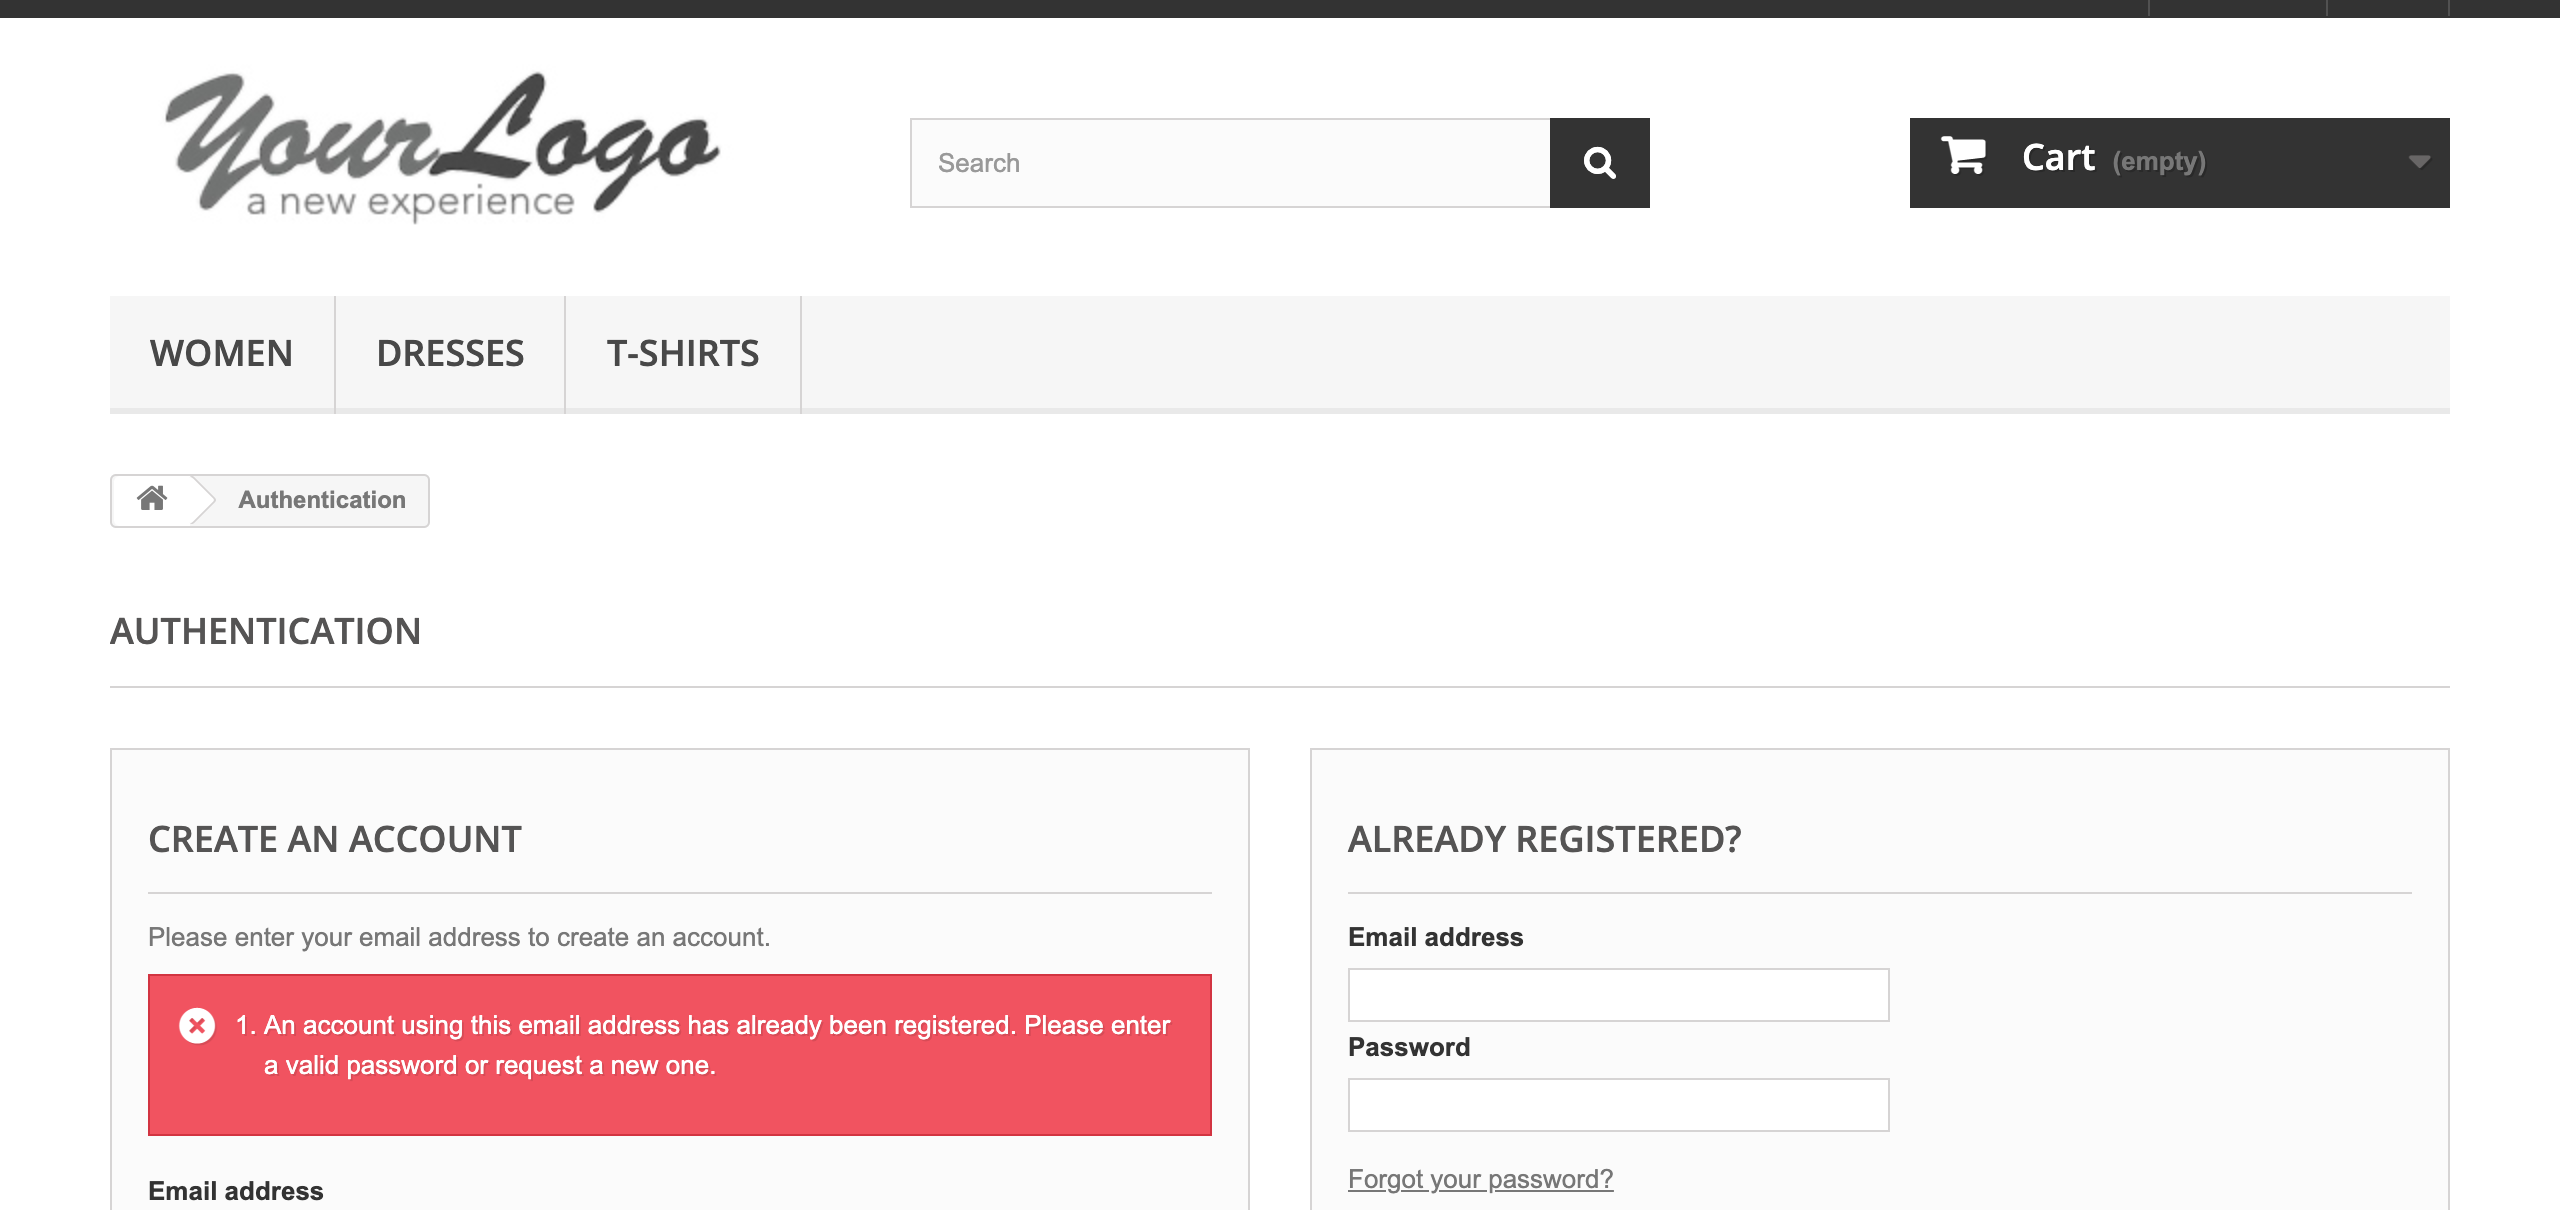 YourLogo
a new experience
Search
Cart (empty)
WOMEN DRESSES T-SHIRTS
Authentication
AUTHENTICATION
CREATE AN ACCOUNT
Please enter your email address to create an account.
1. An account using this email address has already been registered. Please enter
a valid password or request a new one.
Email address
ALREADY REGISTERED?
Email address
Password
Forgot your password?